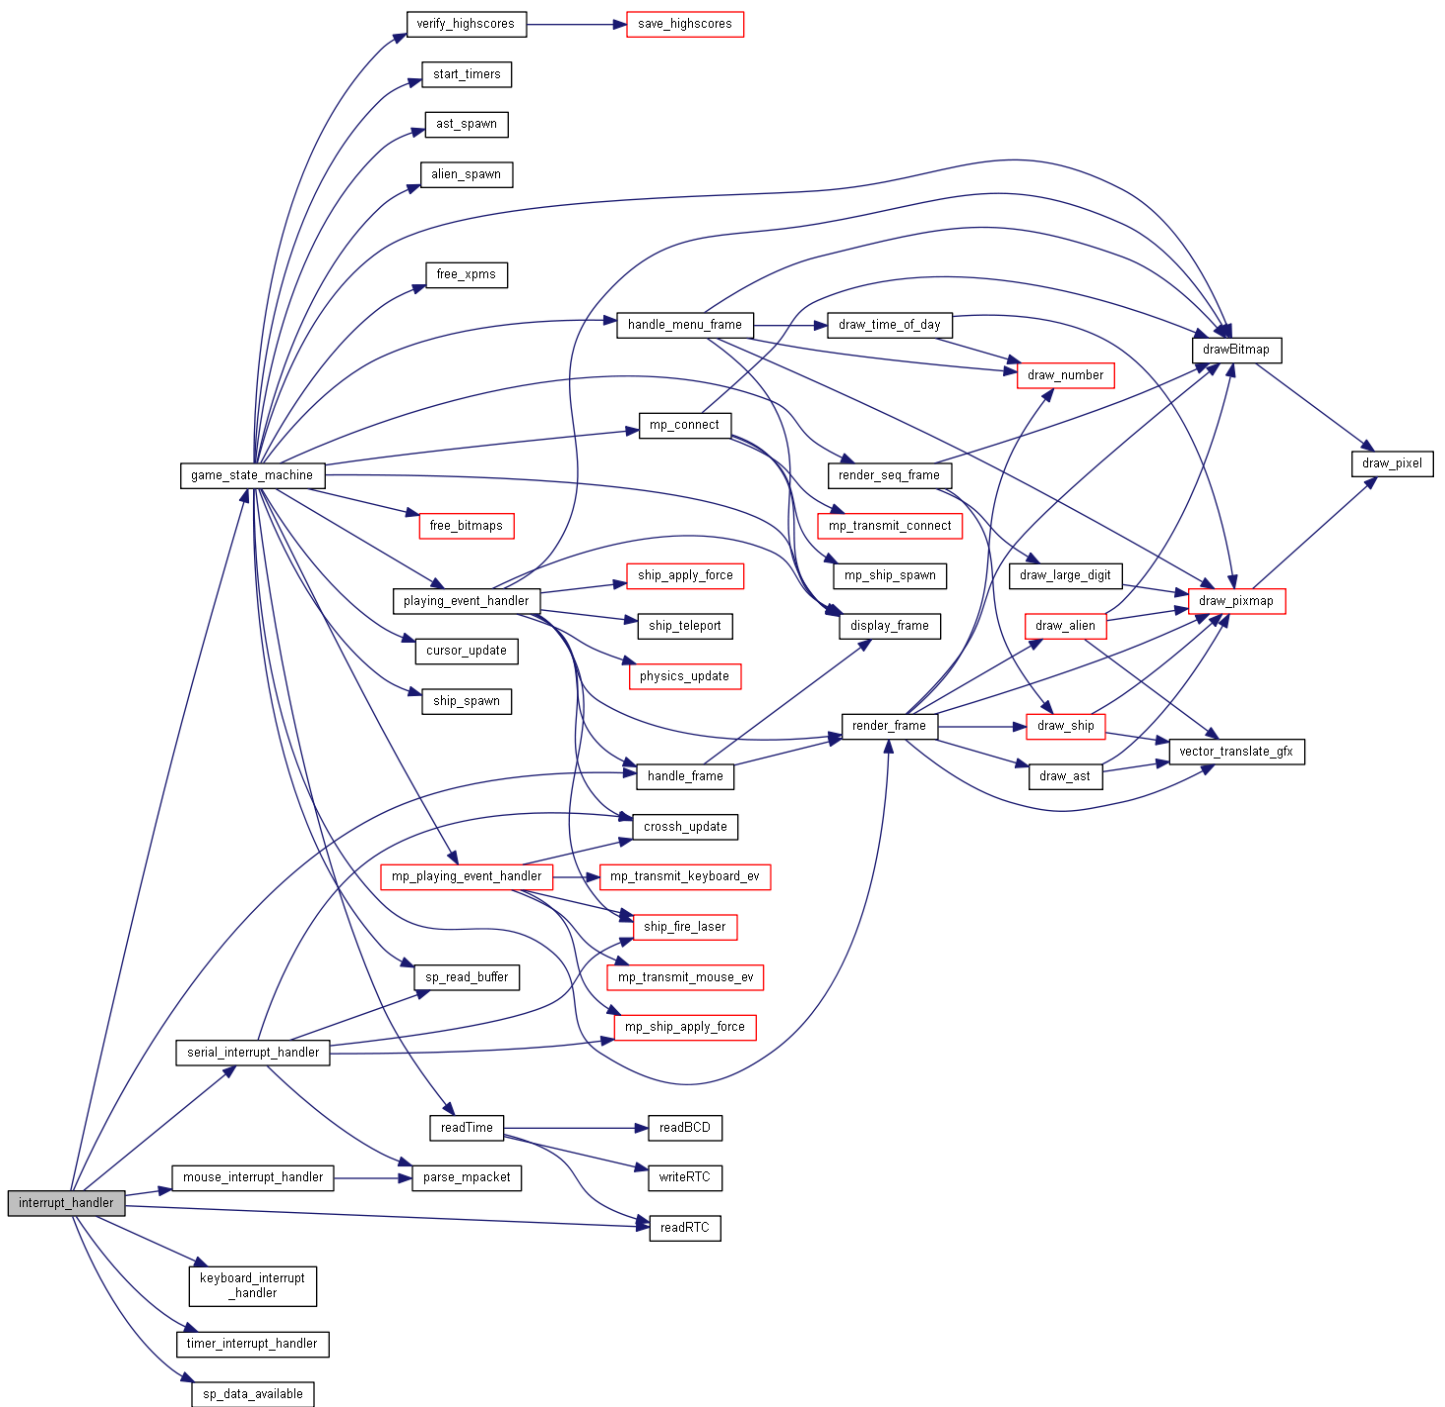 verify_highscores
save_highscores
start_timers
ast_spawn
alien_spawn
free_xpms
handle_menu_frame
draw_time_of_day
drawBitmap
draw_number
mp_connect
draw_pixel
game_state_machine
render_seq_frame
free_bitmaps
mp_transmit_connect
ship_apply_force
mp_ship_spawn
draw_large_digit
playing_event_handler
draw_pixmap
ship_teleport
display_frame
draw_alien
cursor_update
physics_update
ship_spawn
render_frame
draw_ship
vector_translate_gfx
handle_frame
draw_ast
crossh_update
mp_playing_event_handler
mp_transmit_keyboard_ev
ship_fire_laser
sp_read_buffer
mp_transmit_mouse_ev
mp_ship_apply_force
serial_interrupt_handler
readTime
readBCD
mouse_interrupt_handler
parse_mpacket
writeRTC
interrupt_handler
readRTC
keyboard_interrupt
_handler
timer_interrupt_handler
sp_data_available